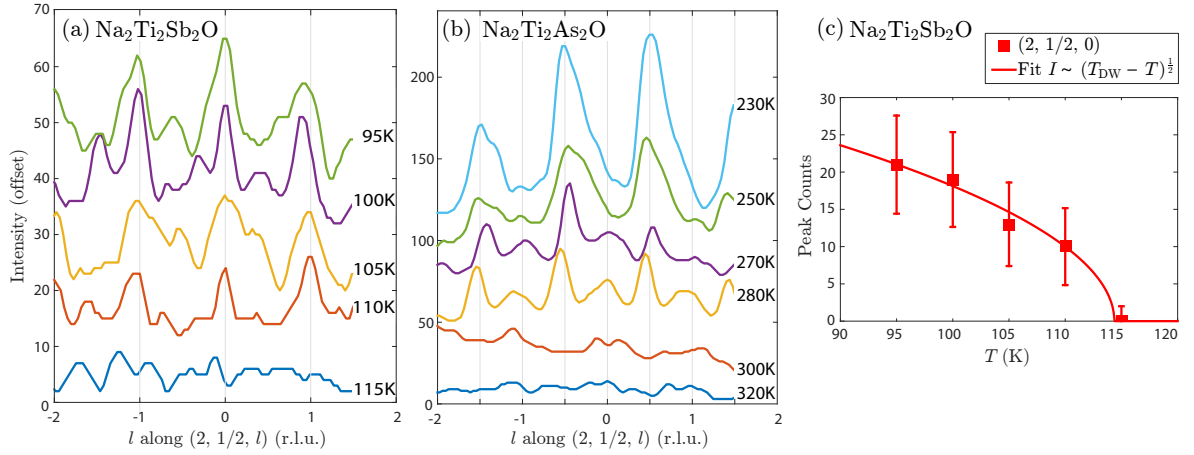 (a) Na₂Ti₂Sb₂O
70
60
50
40
30
20
10
0
Intensity (offset)
95K
100K
105K
110K
115K
-2 -1 0 1 2
l along (2, 1/2, l) (r.l.u.)
(b) Na₂Ti₂As₂O
200
150
100
50
0
230K
250K
270K
280K
300K
320K
-2 -1 0 1 2
l along (2, 1/2, l) (r.l.u.)
(c) Na₂Ti₂Sb₂O
(2, 1/2, 0)
Fit I ~ (T_DW − T)^½
30
25
20
15
10
5
0
Peak Counts
90 95 100 105 110 115 120
T (K)